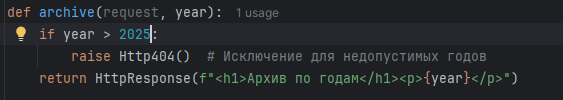 def archive(request, year): 1 usage
if year > 2025:
raise Http404() # Исключение для недопустимых годов
return HttpResponse(f"<h1>Архив по годам</h1><p>{year}</p>")